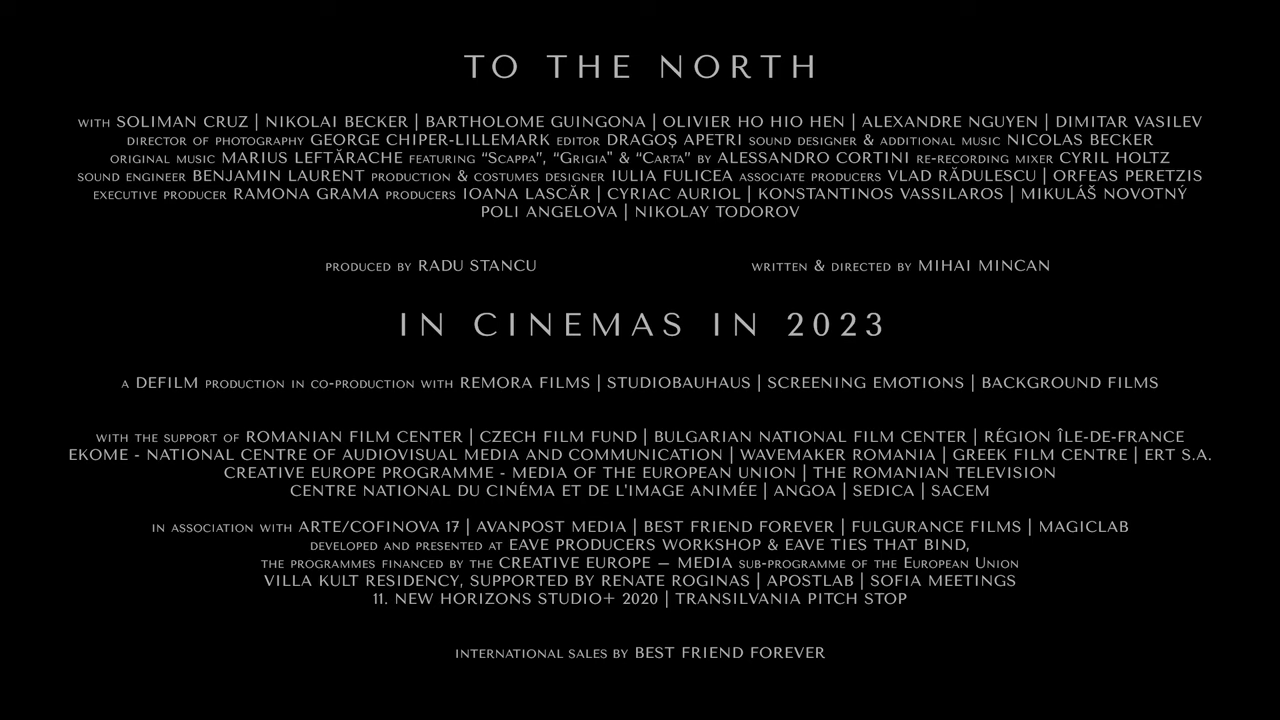 TO THE NORTH
WITH SOLIMAN CRUZ | NIKOLAI BECKER | BARTHOLOME GUINGONA | OLIVIER HO HIO HEN | ALEXANDRE NGUYEN | DIMITAR VASILEV
DIRECTOR OF PHOTOGRAPHY GEORGE CHIPER-LILLEMARK EDITOR DRAGOȘ APETRI SOUND DESIGNER & ADDITIONAL MUSIC NICOLAS BECKER
ORIGINAL MUSIC MARIUS LEFTĂRACHE FEATURING “SCAPPA”, “GRIGIA" & “CARTA” BY ALESSANDRO CORTINI RE-RECORDING MIXER CYRIL HOLTZ
SOUND ENGINEER BENJAMIN LAURENT PRODUCTION & COSTUMES DESIGNER IULIA FULICEA ASSOCIATE PRODUCERS VLAD RĂDULESCU | ORFEAS PERETZIS
EXECUTIVE PRODUCER RAMONA GRAMA PRODUCERS IOANA LASCĂR | CYRIAC AURIOL | KONSTANTINOS VASSILAROS | MIKULÁŠ NOVOTNÝ
POLI ANGELOVA | NIKOLAY TODOROV
PRODUCED BY RADU STANCU
WRITTEN & DIRECTED BY MIHAI MINCAN
IN CINEMAS IN 2023
A DEFILM PRODUCTION IN CO-PRODUCTION WITH REMORA FILMS | STUDIOBAUHAUS | SCREENING EMOTIONS | BACKGROUND FILMS
WITH THE SUPPORT OF ROMANIAN FILM CENTER | CZECH FILM FUND | BULGARIAN NATIONAL FILM CENTER | RÉGION ÎLE-DE-FRANCE
EKOME - NATIONAL CENTRE OF AUDIOVISUAL MEDIA AND COMMUNICATION | WAVEMAKER ROMANIA | GREEK FILM CENTRE | ERT S.A.
CREATIVE EUROPE PROGRAMME - MEDIA OF THE EUROPEAN UNION | THE ROMANIAN TELEVISION
CENTRE NATIONAL DU CINÉMA ET DE L'IMAGE ANIMÉE | ANGOA | SEDICA | SACEM
IN ASSOCIATION WITH ARTE/COFINOVA 17 | AVANPOST MEDIA | BEST FRIEND FOREVER | FULGURANCE FILMS | MAGICLAB
DEVELOPED AND PRESENTED AT EAVE PRODUCERS WORKSHOP & EAVE TIES THAT BIND,
THE PROGRAMMES FINANCED BY THE CREATIVE EUROPE – MEDIA SUB-PROGRAMME OF THE EUROPEAN UNION
VILLA KULT RESIDENCY, SUPPORTED BY RENATE ROGINAS | APOSTLAB | SOFIA MEETINGS
11. NEW HORIZONS STUDIO+ 2020 | TRANSILVANIA PITCH STOP
INTERNATIONAL SALES BY BEST FRIEND FOREVER